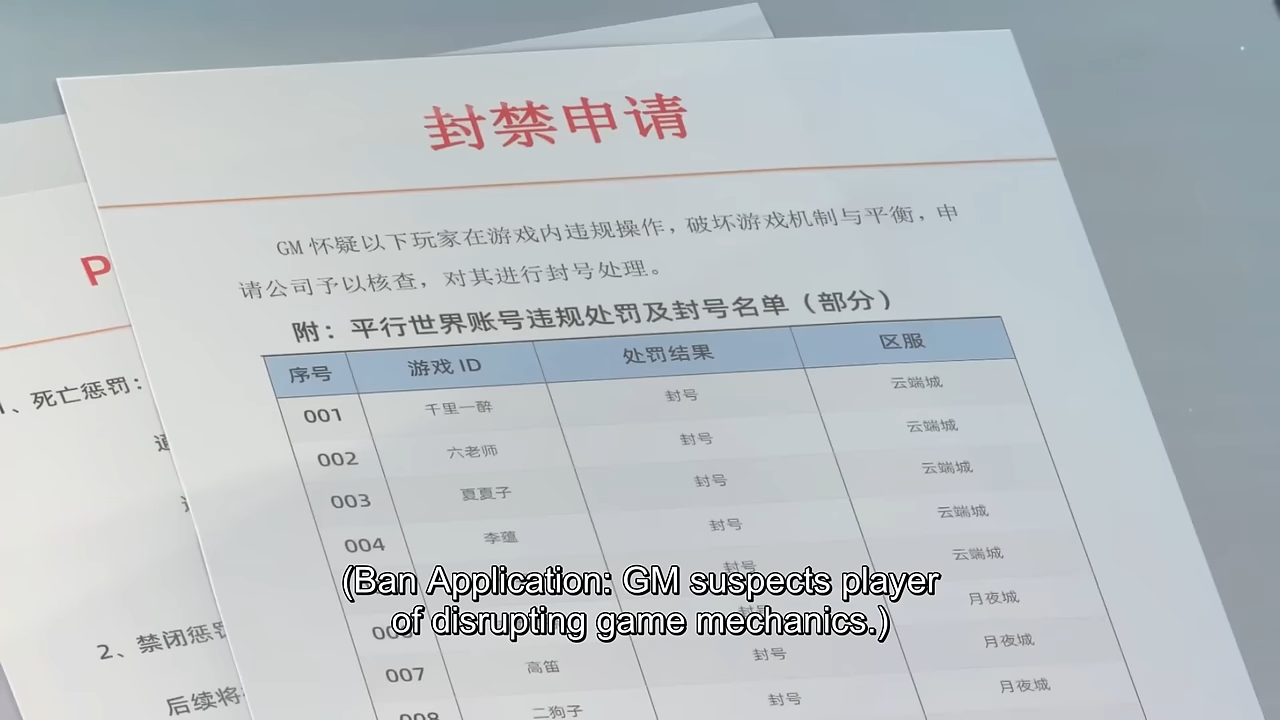 封禁申请
GM 怀疑以下玩家在游戏内违规操作，破坏游戏机制与平衡，申
请公司予以核查，对其进行封号处理。
附：平行世界账号违规处罚及封号名单（部分）
序号 游戏 ID 处罚结果 区服
001 千里一醉 封号 云端城
002 六老师 封号 云端城
003 夏夏子 封号 云端城
004 李蕴 封号 云端城
封号 云端城
月夜城
007 高笛 封号 月夜城
008 二狗子 封号 月夜城
P
1、死亡惩罚：
2、禁闭惩罚
后续将
(Ban Application: GM suspects player
of disrupting game mechanics.)